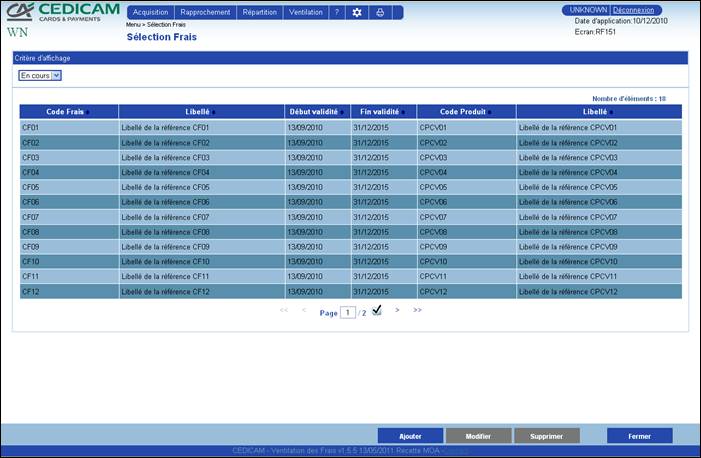 CA CEDICAM
CARDS & PAYMENTS
WN
Acquisition Rapprochement Répartition Ventilation ?
Menu > Sélection Frais
Sélection Frais
UNKNOWN | Déconnexion
Date d'application:10/12/2010
Ecran:RF151
Critère d'affichage
En cours
Nombre d'éléments : 18
Code Frais Libellé Début validité Fin validité Code Produit Libellé
CF01 Libellé de la référence CF01 13/09/2010 31/12/2015 CPCV01 Libellé de la référence CPCV01
CF02 Libellé de la référence CF02 13/09/2010 31/12/2015 CPCV02 Libellé de la référence CPCV02
CF03 Libellé de la référence CF03 13/09/2010 31/12/2015 CPCV03 Libellé de la référence CPCV03
CF04 Libellé de la référence CF04 13/09/2010 31/12/2015 CPCV04 Libellé de la référence CPCV04
CF05 Libellé de la référence CF05 13/09/2010 31/12/2015 CPCV05 Libellé de la référence CPCV05
CF06 Libellé de la référence CF06 13/09/2010 31/12/2015 CPCV06 Libellé de la référence CPCV06
CF07 Libellé de la référence CF07 13/09/2010 31/12/2015 CPCV07 Libellé de la référence CPCV07
CF08 Libellé de la référence CF08 13/09/2010 31/12/2015 CPCV08 Libellé de la référence CPCV08
CF09 Libellé de la référence CF09 13/09/2010 31/12/2015 CPCV09 Libellé de la référence CPCV09
CF10 Libellé de la référence CF10 13/09/2010 31/12/2015 CPCV10 Libellé de la référence CPCV10
CF11 Libellé de la référence CF11 13/09/2010 31/12/2015 CPCV11 Libellé de la référence CPCV11
CF12 Libellé de la référence CF12 13/09/2010 31/12/2015 CPCV12 Libellé de la référence CPCV12
<< < Page 1 / 2 > >>
Ajouter Modifier Supprimer Fermer
CEDICAM - Ventilation des Frais v1.5.5 13/05/2011 Recette MOA -